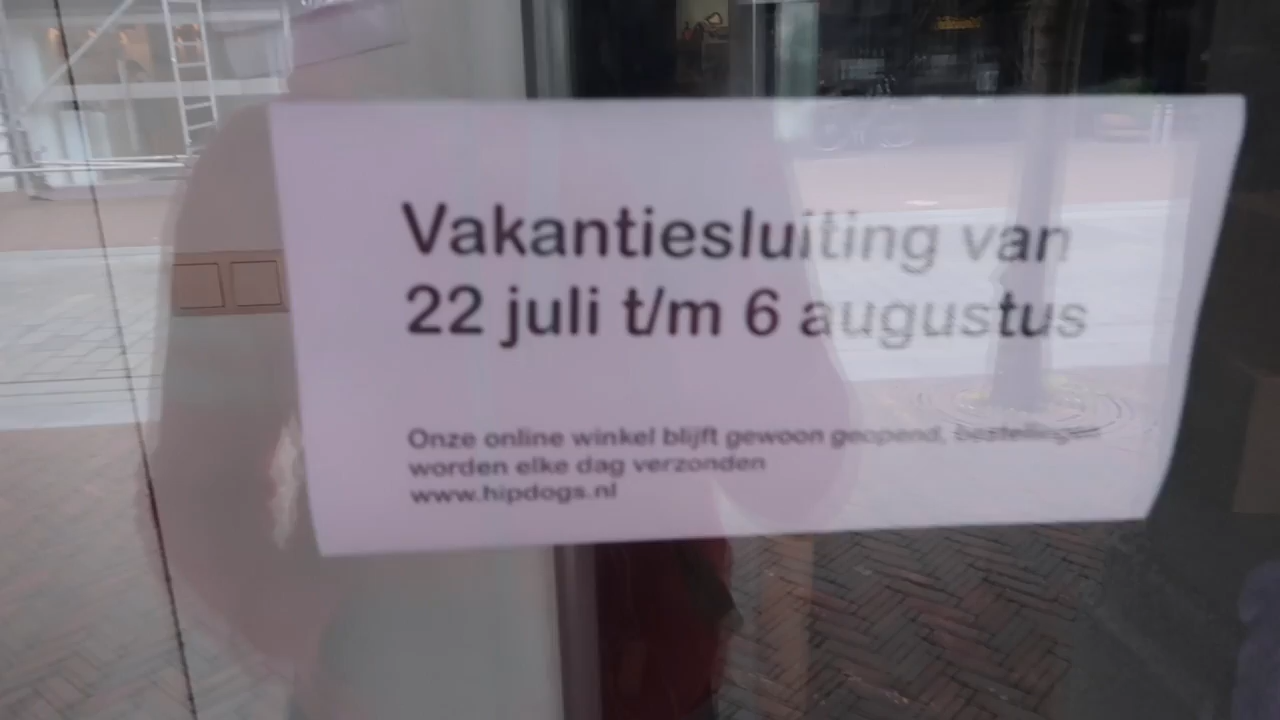 Vakantiesluiting van
22 juli t/m 6 augustus
Onze online winkel blijft gewoon geopend, bestellingen
worden elke dag verzonden
www.hipdogs.nl